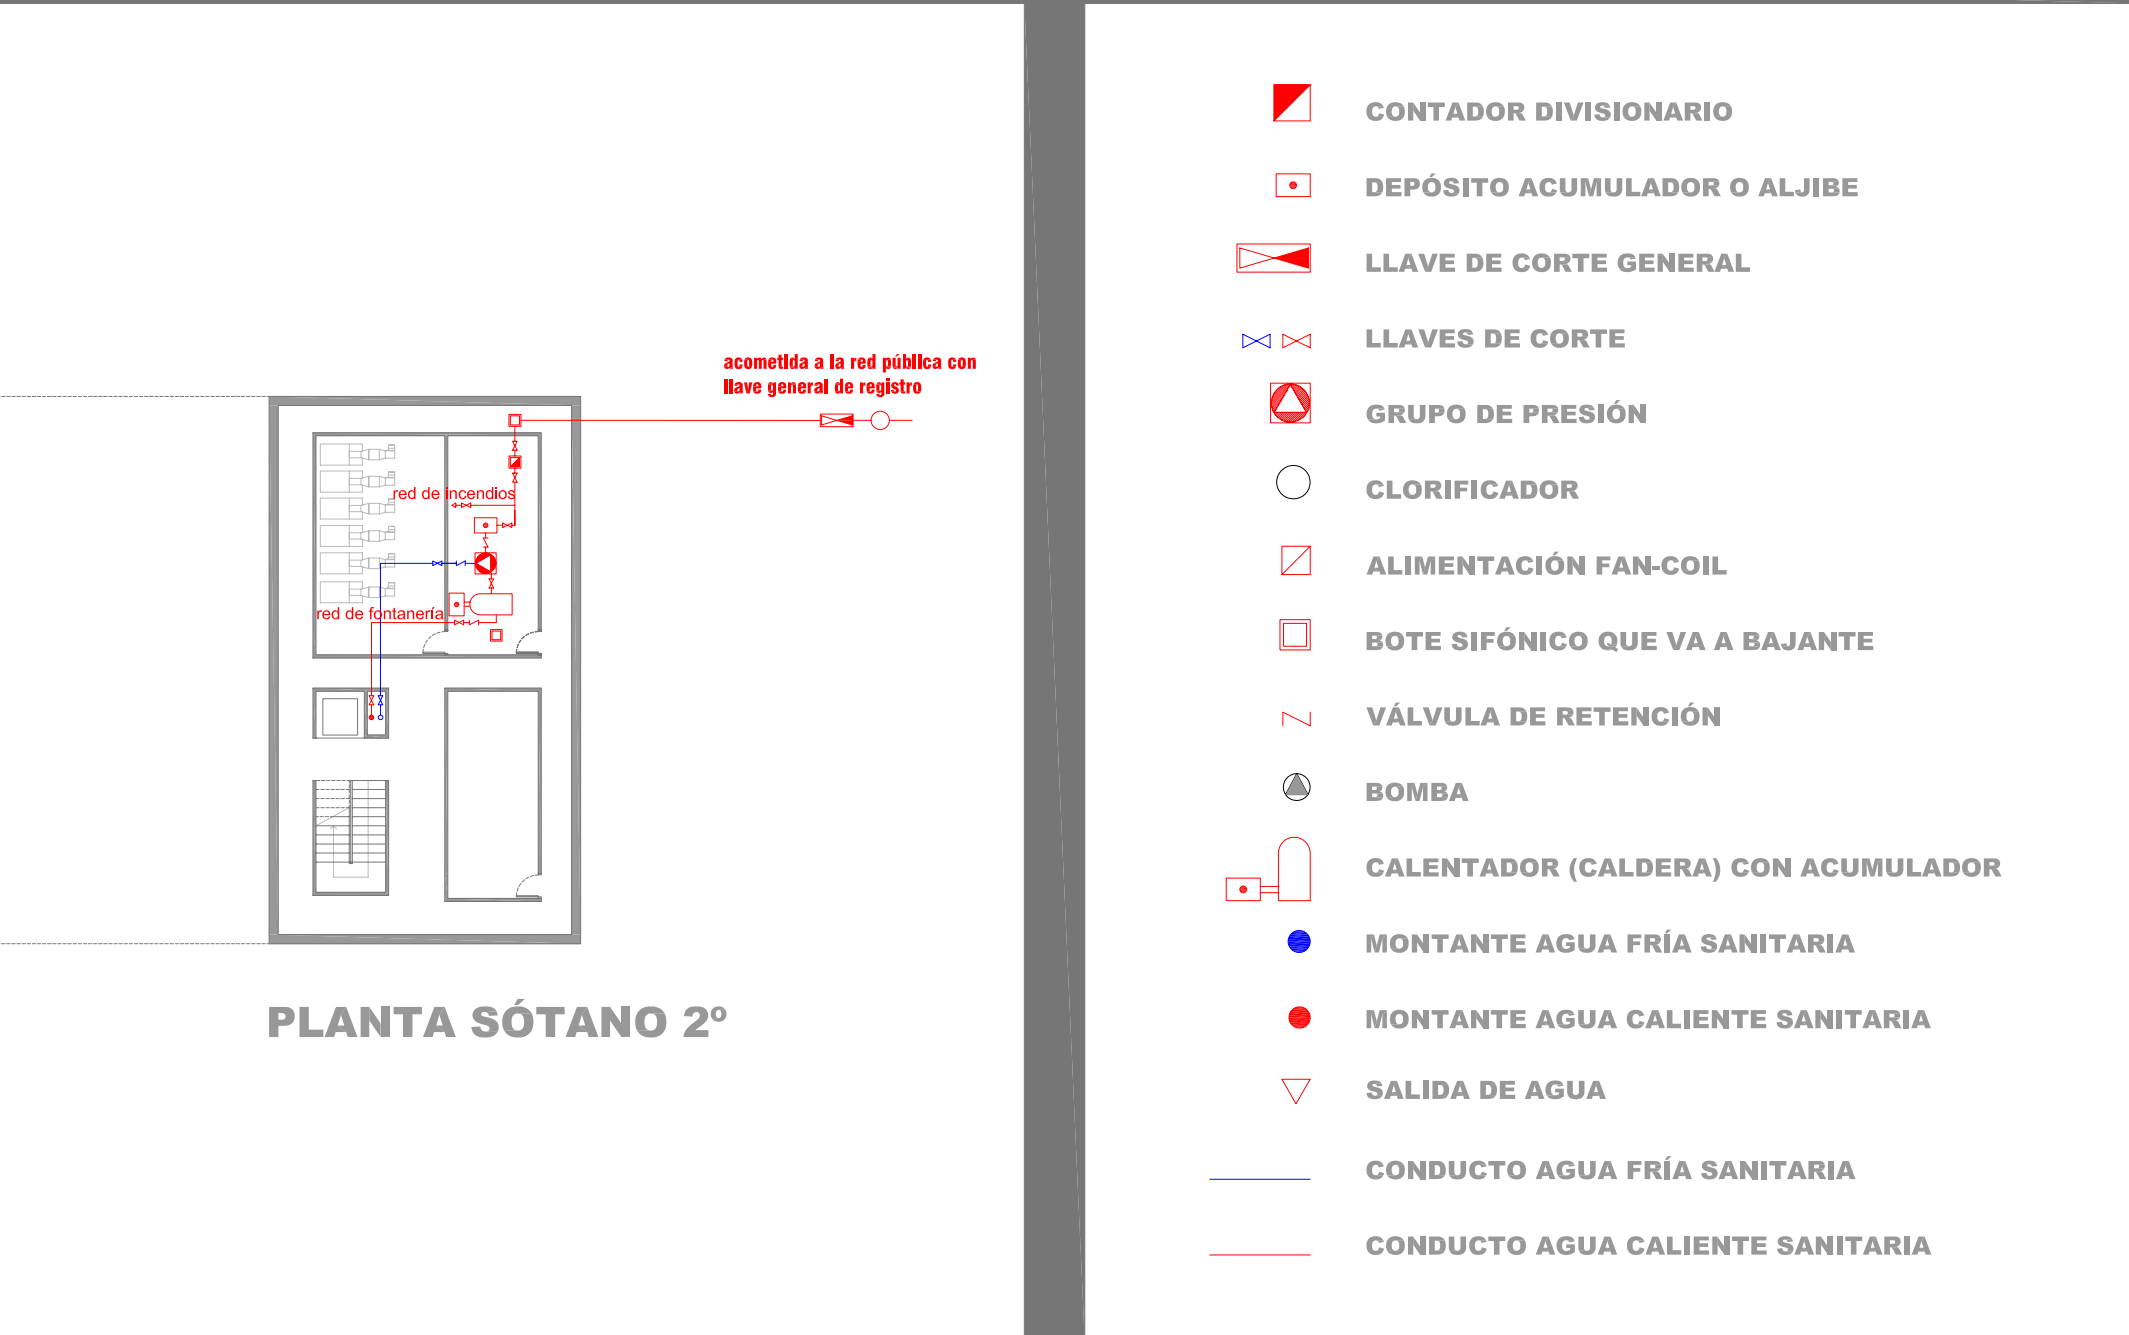 acometida a la red pública con
llave general de registro
red de incendios
red de fontanería
PLANTA SÓTANO 2º
CONTADOR DIVISIONARIO
DEPÓSITO ACUMULADOR O ALJIBE
LLAVE DE CORTE GENERAL
LLAVES DE CORTE
GRUPO DE PRESIÓN
CLORIFICADOR
ALIMENTACIÓN FAN-COIL
BOTE SIFÓNICO QUE VA A BAJANTE
VÁLVULA DE RETENCIÓN
BOMBA
CALENTADOR (CALDERA) CON ACUMULADOR
MONTANTE AGUA FRÍA SANITARIA
MONTANTE AGUA CALIENTE SANITARIA
SALIDA DE AGUA
CONDUCTO AGUA FRÍA SANITARIA
CONDUCTO AGUA CALIENTE SANITARIA